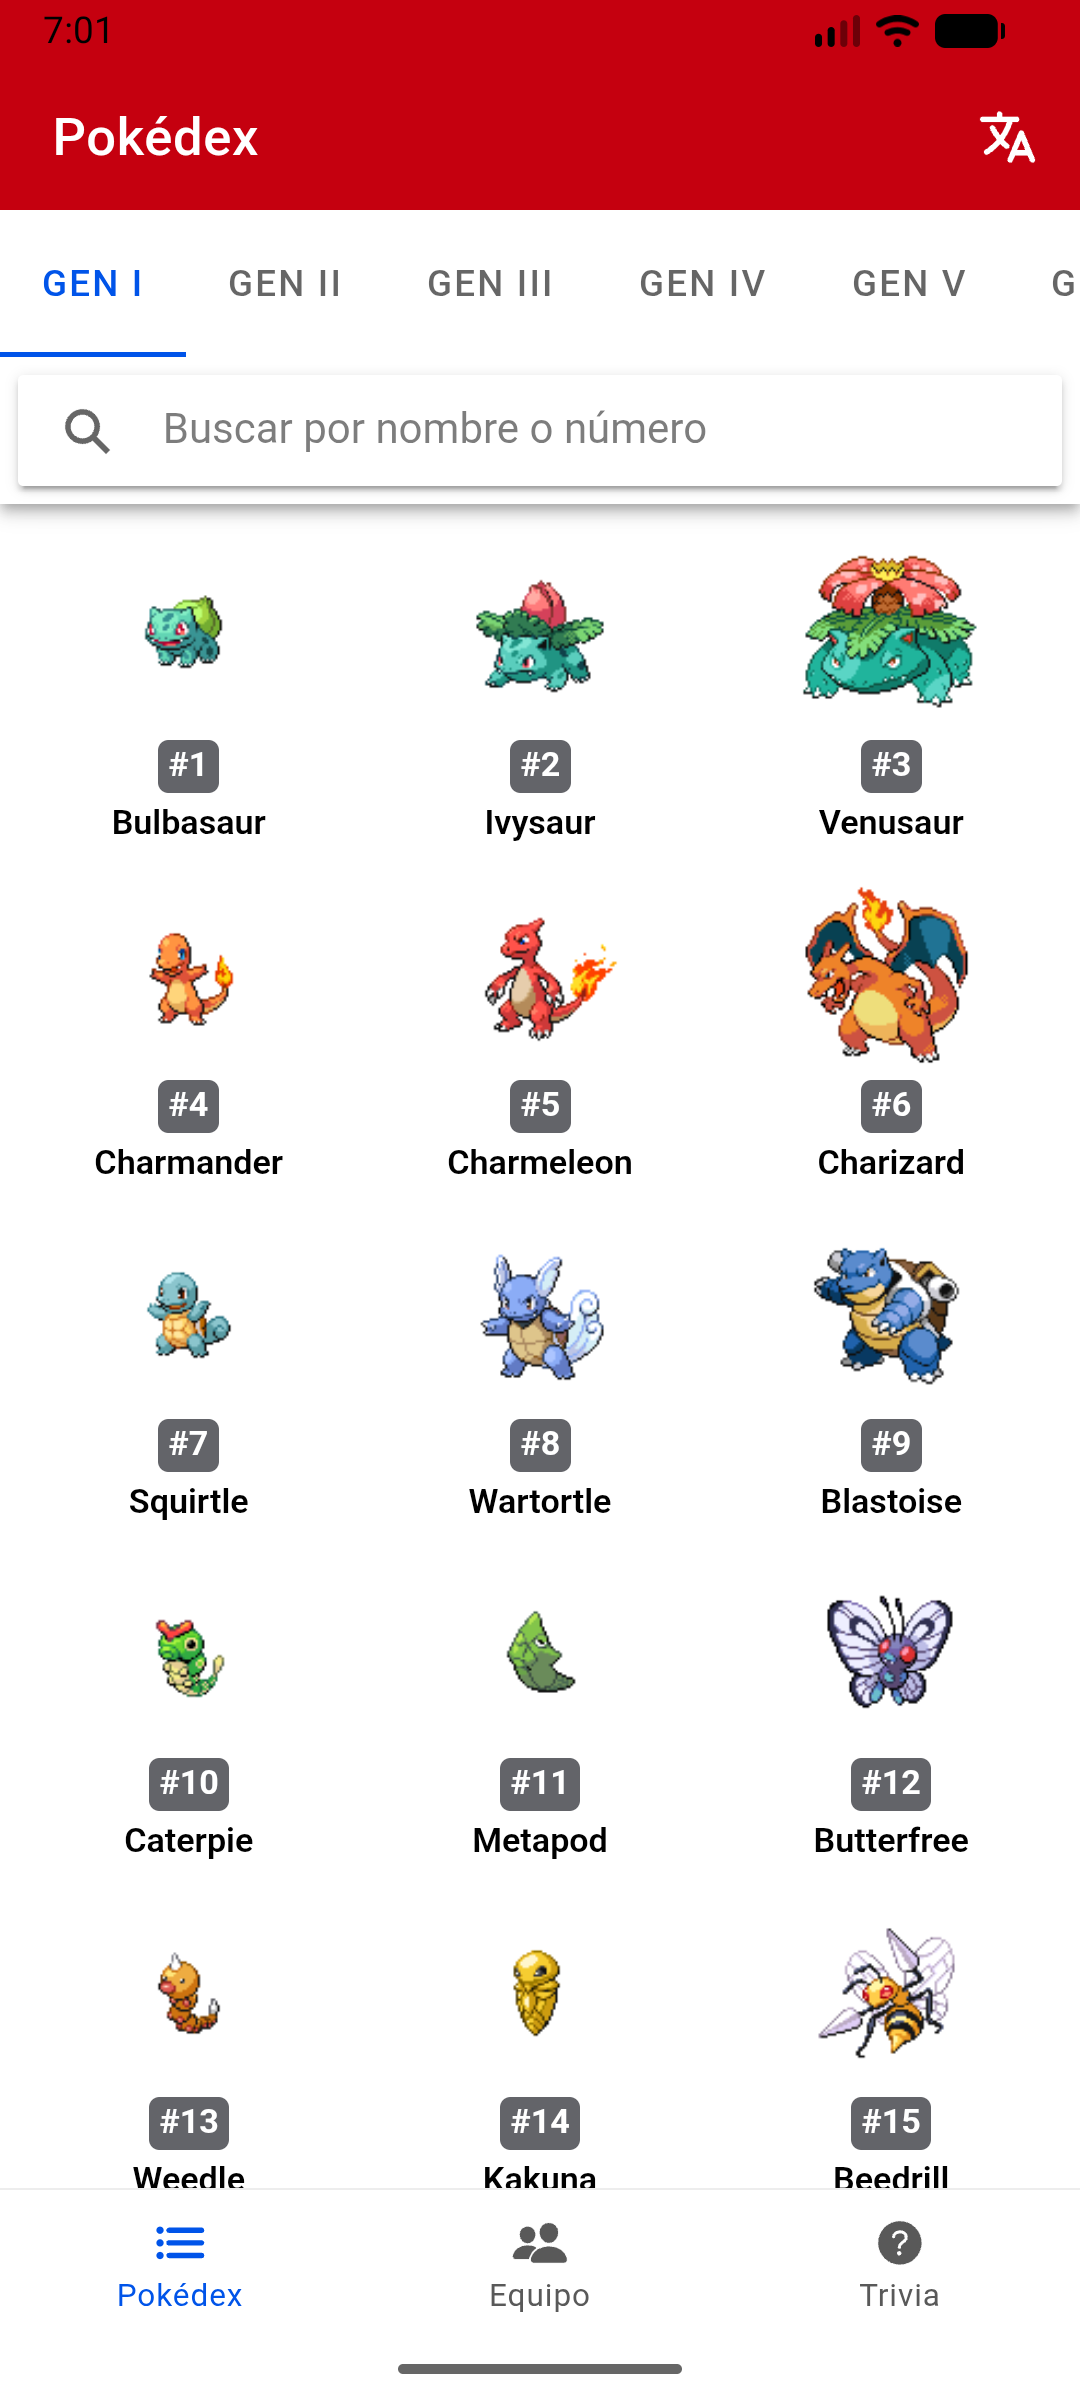 7:01
Pokédex
GEN I GEN II GEN III GEN IV GEN V G
Buscar por nombre o número
#1 #2 #3
Bulbasaur Ivysaur Venusaur
#4 #5 #6
Charmander Charmeleon Charizard
#7 #8 #9
Squirtle Wartortle Blastoise
#10 #11 #12
Caterpie Metapod Butterfree
#13 #14 #15
Weedle Kakuna Beedrill
Pokédex Equipo Trivia